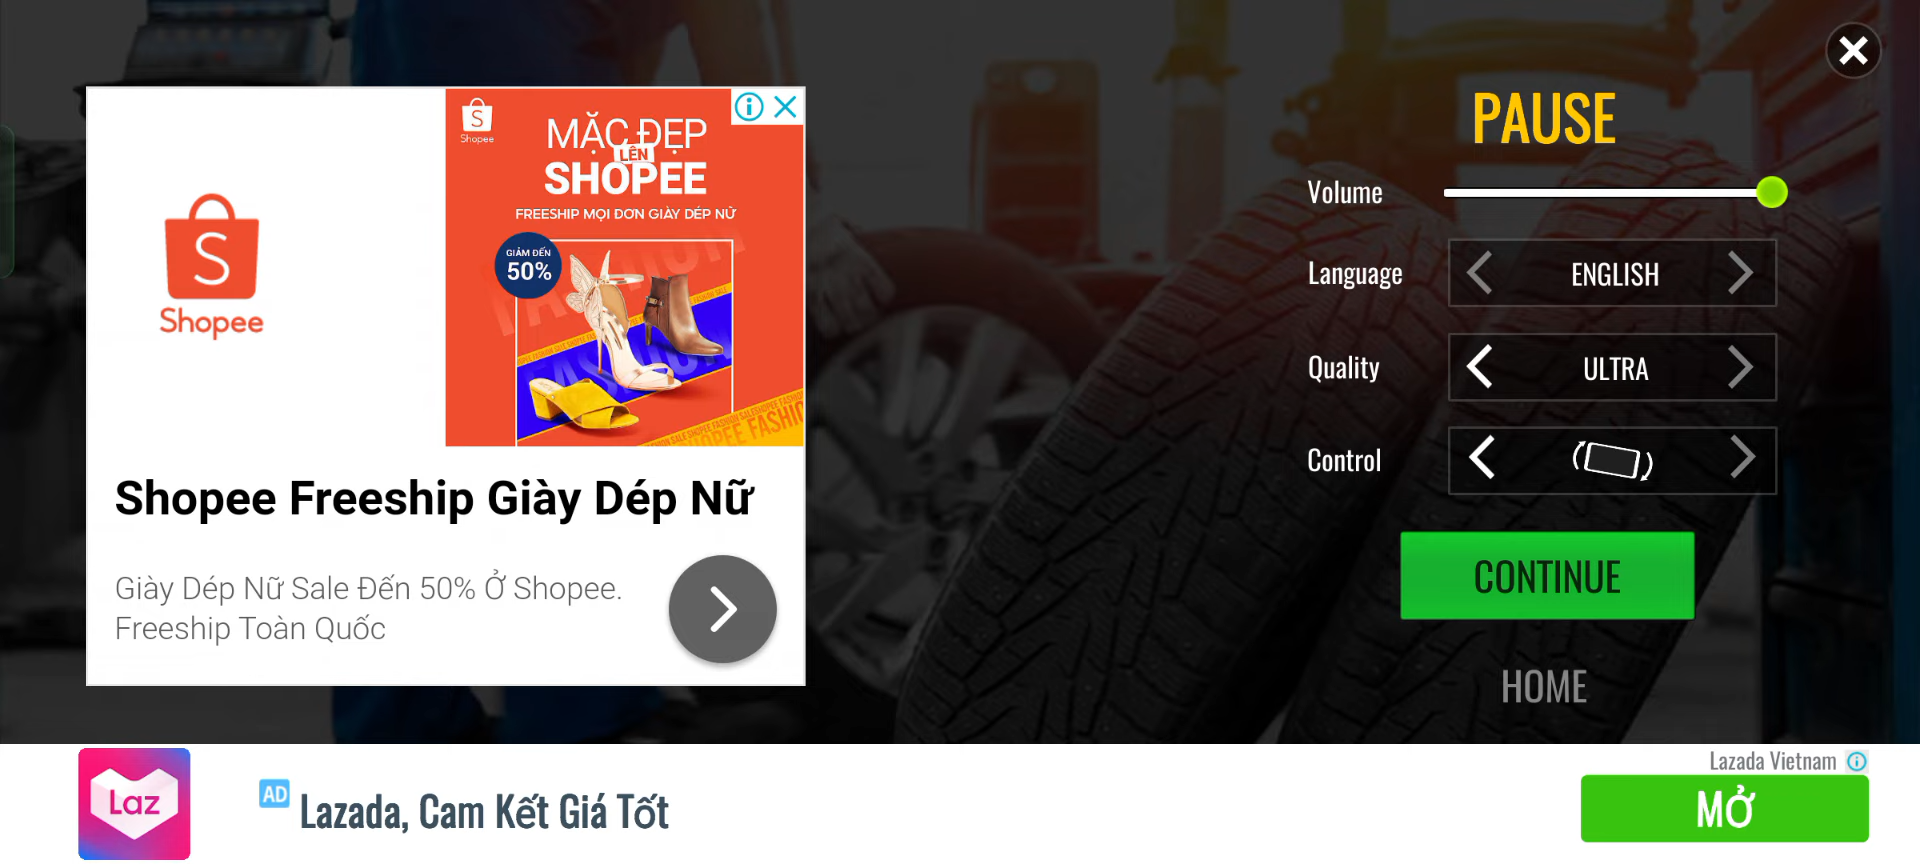 Shopee
Shopee
MẶC ĐẸP
LÊN
SHOPEE
FREESHIP MỌI ĐƠN GIÀY DÉP NỮ
GIẢM ĐẾN
50%
Shopee Freeship Giày Dép Nữ
Giày Dép Nữ Sale Đến 50% Ở Shopee.
Freeship Toàn Quốc
PAUSE
Volume
Language
ENGLISH
Quality
ULTRA
Control
CONTINUE
HOME
Laz
AD
Lazada, Cam Kết Giá Tốt
Lazada Vietnam
MỞ